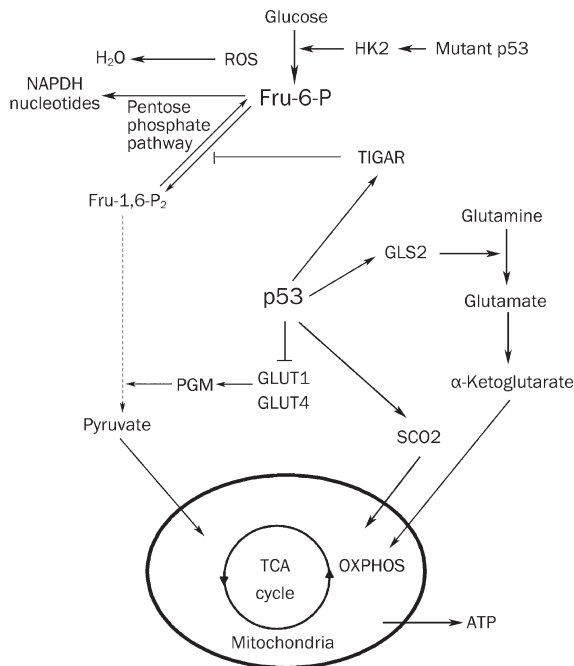 Glucose
H₂O
ROS
HK2
Mutant p53
NAPDH
nucleotides
Fru-6-P
Pentose
phosphate
pathway
TIGAR
Fru-1,6-P₂
Glutamine
GLS2
p53
Glutamate
PGM
GLUT1
GLUT4
α-Ketoglutarate
Pyruvate
SCO2
TCA
cycle
OXPHOS
Mitochondria
ATP